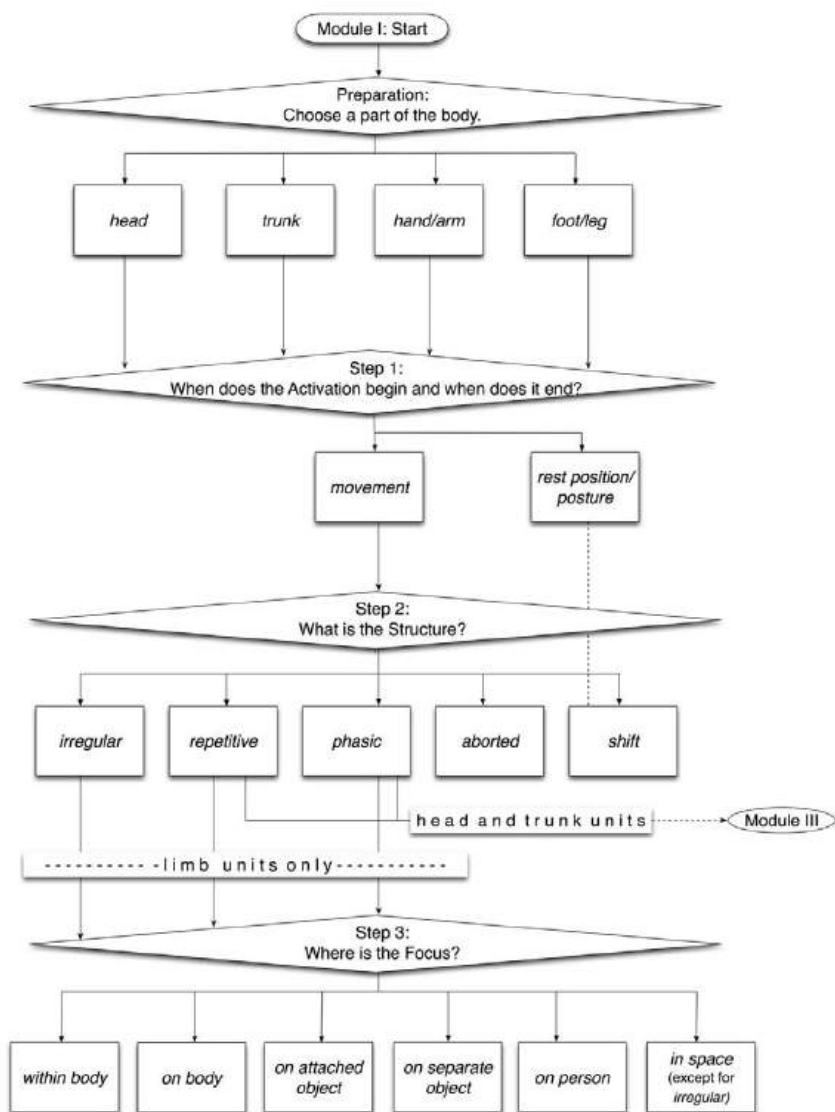 Module I: Start
Preparation:
Choose a part of the body.
head
trunk
hand/arm
foot/leg
Step 1:
When does the Activation begin and when does it end?
movement
rest position/
posture
Step 2:
What is the Structure?
irregular
repetitive
phasic
aborted
shift
head and trunk units
Module III
- - - - - - - - - -limb units only- - - - - - - - - - -
Step 3:
Where is the Focus?
within body
on body
on attached
object
on separate
object
on person
in space
(except for
irregular)